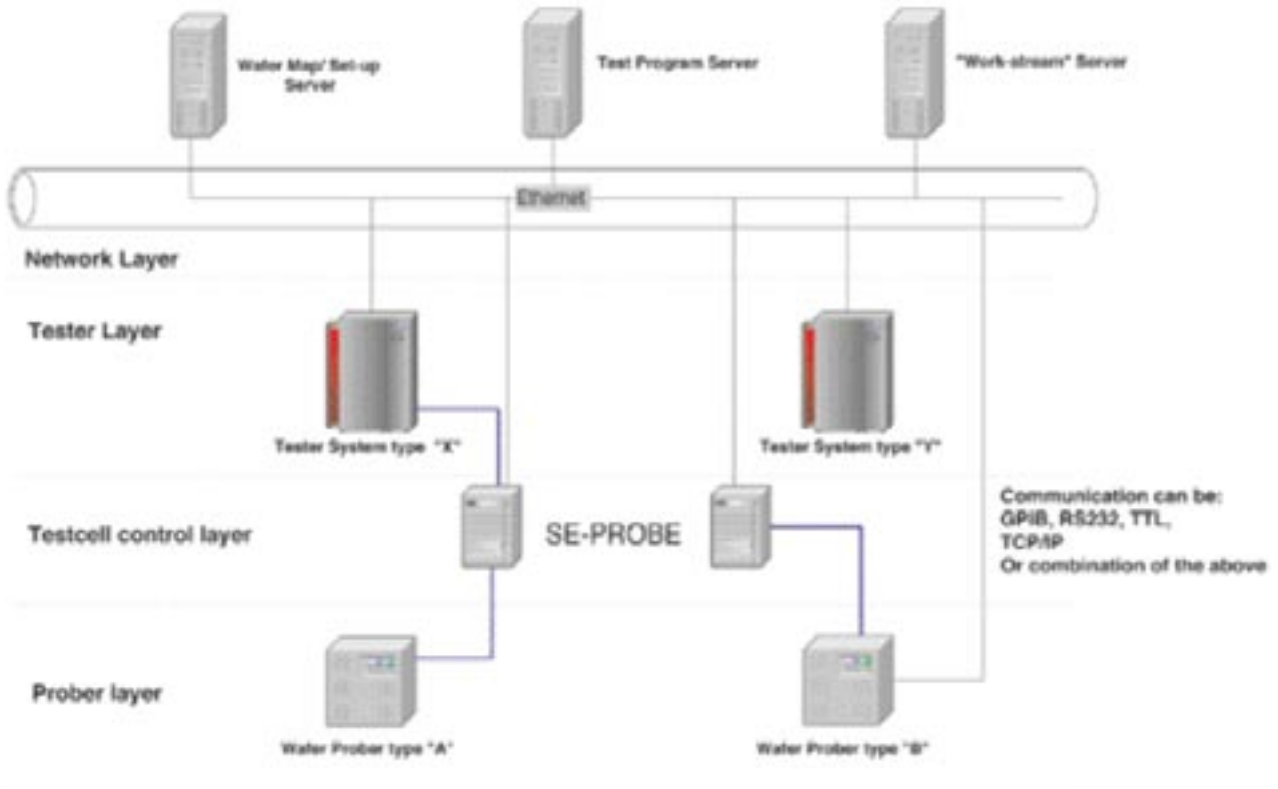 Wafer Map/ Set-up
Server
Test Program Server
"Work-stream" Server
Ethernet
Network Layer
Tester Layer
Tester System type "X"
Tester System type "Y"
Testcell control layer
SE-PROBE
Communication can be:
GPIB, RS232, TTL,
TCP/IP
Or combination of the above
Prober layer
Wafer Prober type "A"
Wafer Prober type "B"